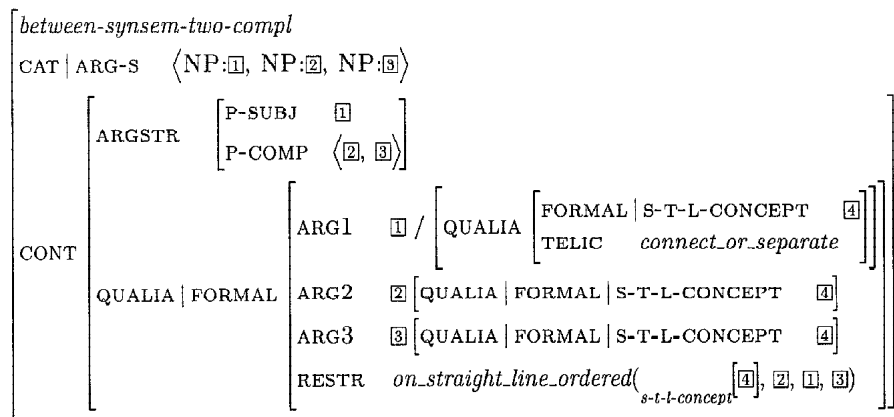 between-synsem-two-compl
CAT | ARG-S ⟨NP:[1], NP:[2], NP:[3]⟩
ARGSTR
P-SUBJ [1]
P-COMP ⟨[2], [3]⟩
CONT
QUALIA | FORMAL
ARG1 [1] / [QUALIA [FORMAL | S-T-L-CONCEPT [4]
TELIC connect_or_separate]]
ARG2 [2] [QUALIA | FORMAL | S-T-L-CONCEPT [4]]
ARG3 [3] [QUALIA | FORMAL | S-T-L-CONCEPT [4]]
RESTR on_straight_line_ordered(s-t-l-concept[[4]], [2], [1], [3])